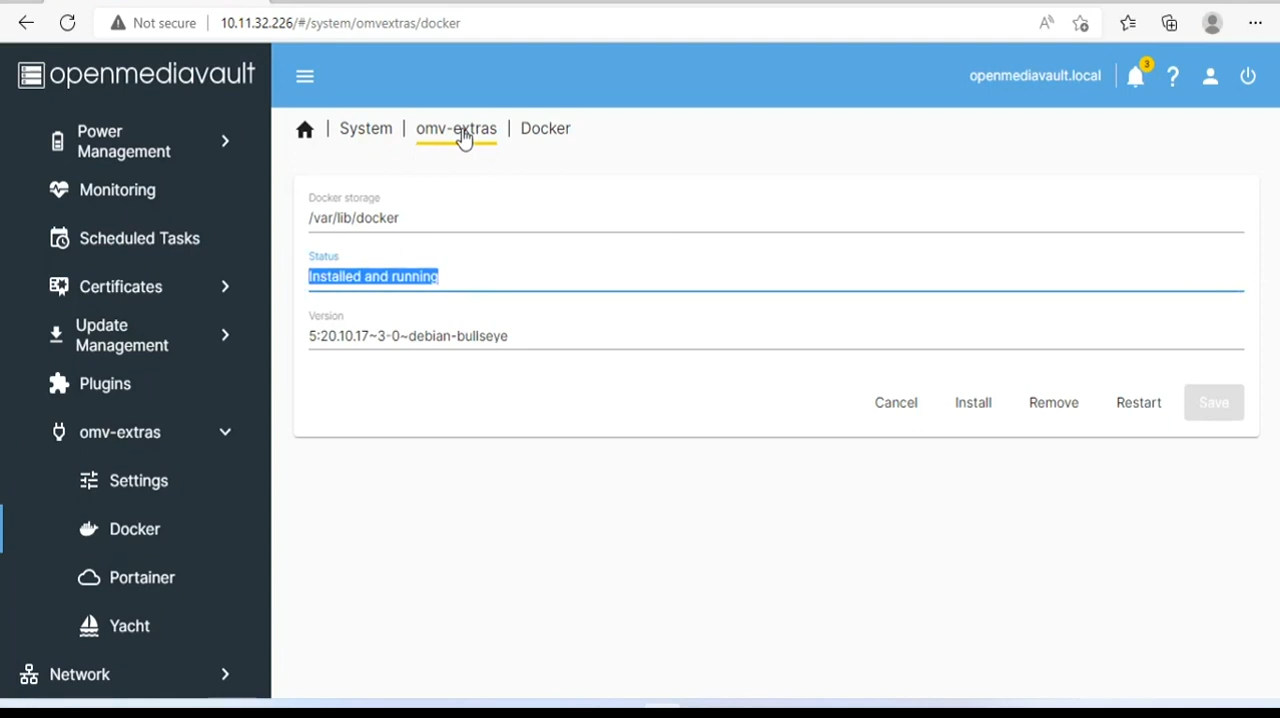 Not secure
10.11.32.226/#/system/omvextras/docker
openmediavault
openmediavault.local
3
?
Power
Management
Monitoring
Scheduled Tasks
Certificates
Update
Management
Plugins
omv-extras
Settings
Docker
Portainer
Yacht
Network
System | omv-extras | Docker
Docker storage
/var/lib/docker
Status
Installed and running
Version
5:20.10.17~3-0~debian-bullseye
Cancel Install Remove Restart Save